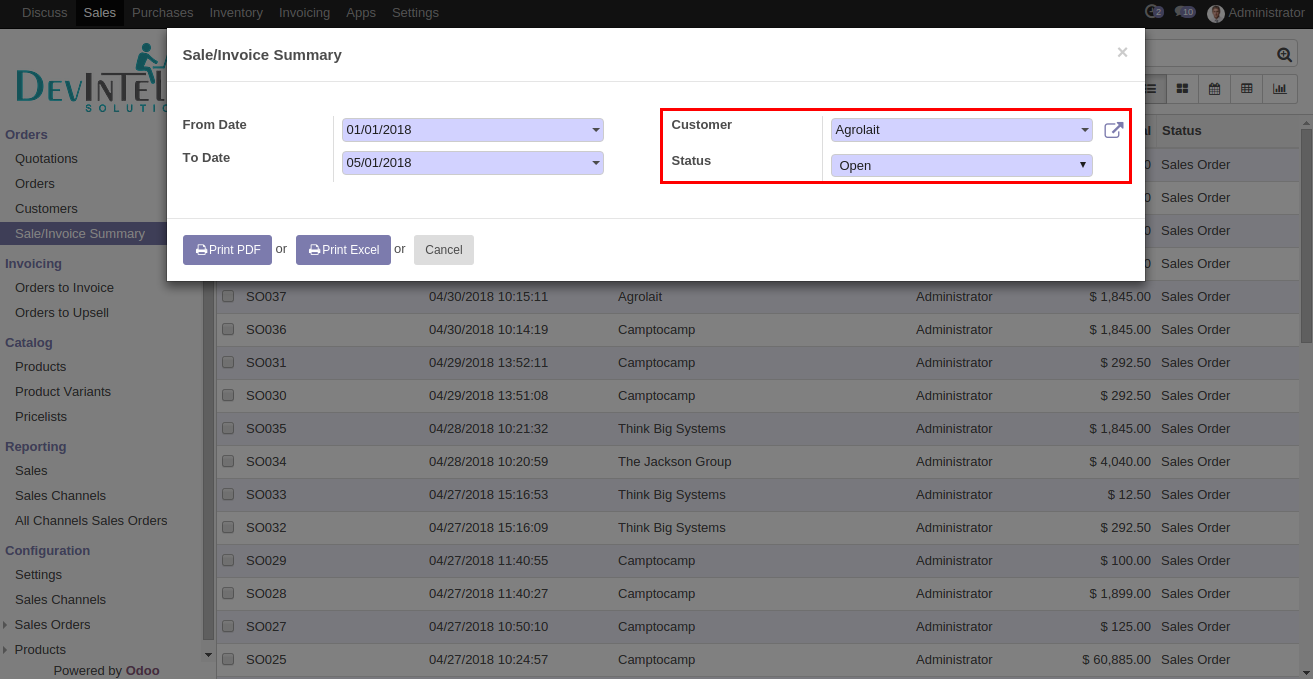 Discuss Sales Purchases Inventory Invoicing Apps Settings 2 10 Administrator
Sale/Invoice Summary ×
From Date 01/01/2018 Customer Agrolait
To Date 05/01/2018 Status Open
Print PDF or Print Excel or Cancel
Orders
Quotations
Orders
Customers
Sale/Invoice Summary
Invoicing
Orders to Invoice
Orders to Upsell
Catalog
Products
Product Variants
Pricelists
Reporting
Sales
Sales Channels
All Channels Sales Orders
Configuration
Settings
Sales Channels
Sales Orders
Products
Powered by Odoo
Status
Sales Order
Sales Order
Sales Order
Sales Order
SO037 04/30/2018 10:15:11 Agrolait Administrator $ 1,845.00 Sales Order
SO036 04/30/2018 10:14:19 Camptocamp Administrator $ 1,845.00 Sales Order
SO031 04/29/2018 13:52:11 Camptocamp Administrator $ 292.50 Sales Order
SO030 04/29/2018 13:51:08 Camptocamp Administrator $ 292.50 Sales Order
SO035 04/28/2018 10:21:32 Think Big Systems Administrator $ 1,845.00 Sales Order
SO034 04/28/2018 10:20:59 The Jackson Group Administrator $ 4,040.00 Sales Order
SO033 04/27/2018 15:16:53 Think Big Systems Administrator $ 12.50 Sales Order
SO032 04/27/2018 15:16:09 Think Big Systems Administrator $ 292.50 Sales Order
SO029 04/27/2018 11:40:55 Camptocamp Administrator $ 100.00 Sales Order
SO028 04/27/2018 11:40:27 Camptocamp Administrator $ 1,899.00 Sales Order
SO027 04/27/2018 10:50:10 Camptocamp Administrator $ 125.00 Sales Order
SO025 04/27/2018 10:24:57 Camptocamp Administrator $ 60,885.00 Sales Order